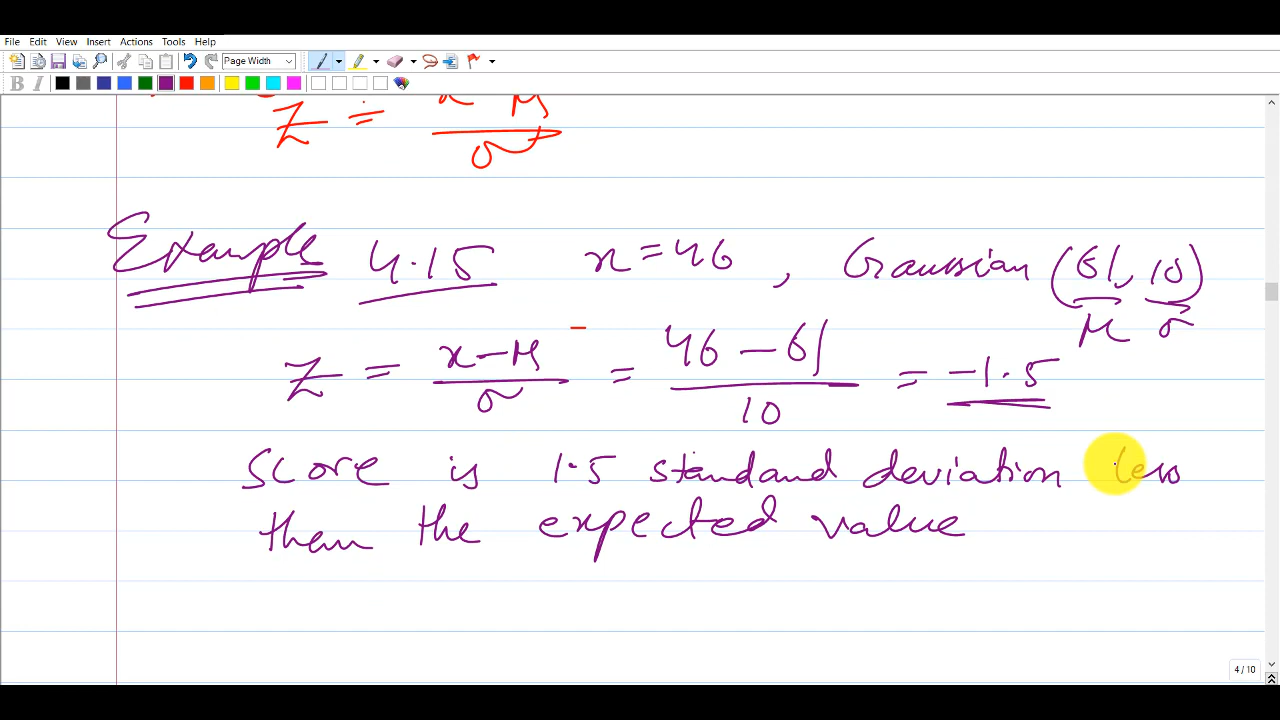 File Edit View Insert Actions Tools Help
Page Width
B I
Z = x - μ / σ
Example 4.15 x = 46 , Gaussian (61, 10)
μ σ
Z = x - μ / σ = 46 - 61 / 10 = -1.5
Score is 1.5 standard deviation less
then the expected value
4 / 10